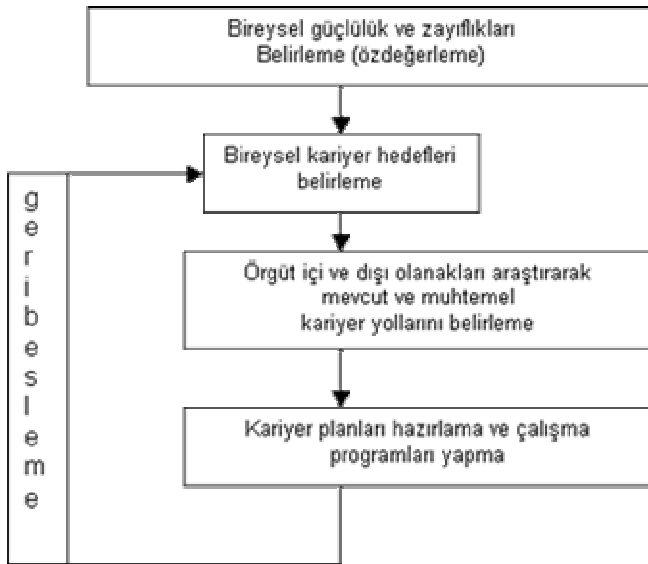 Bireysel güçlülük ve zayıflıkları
Belirleme (özdeğerleme)
Bireysel kariyer hedefleri
belirleme
Örgüt içi ve dışı olanakları araştırarak
mevcut ve muhtemel
kariyer yollarını belirleme
Kariyer planları hazırlama ve çalışma
programları yapma
geribesleme